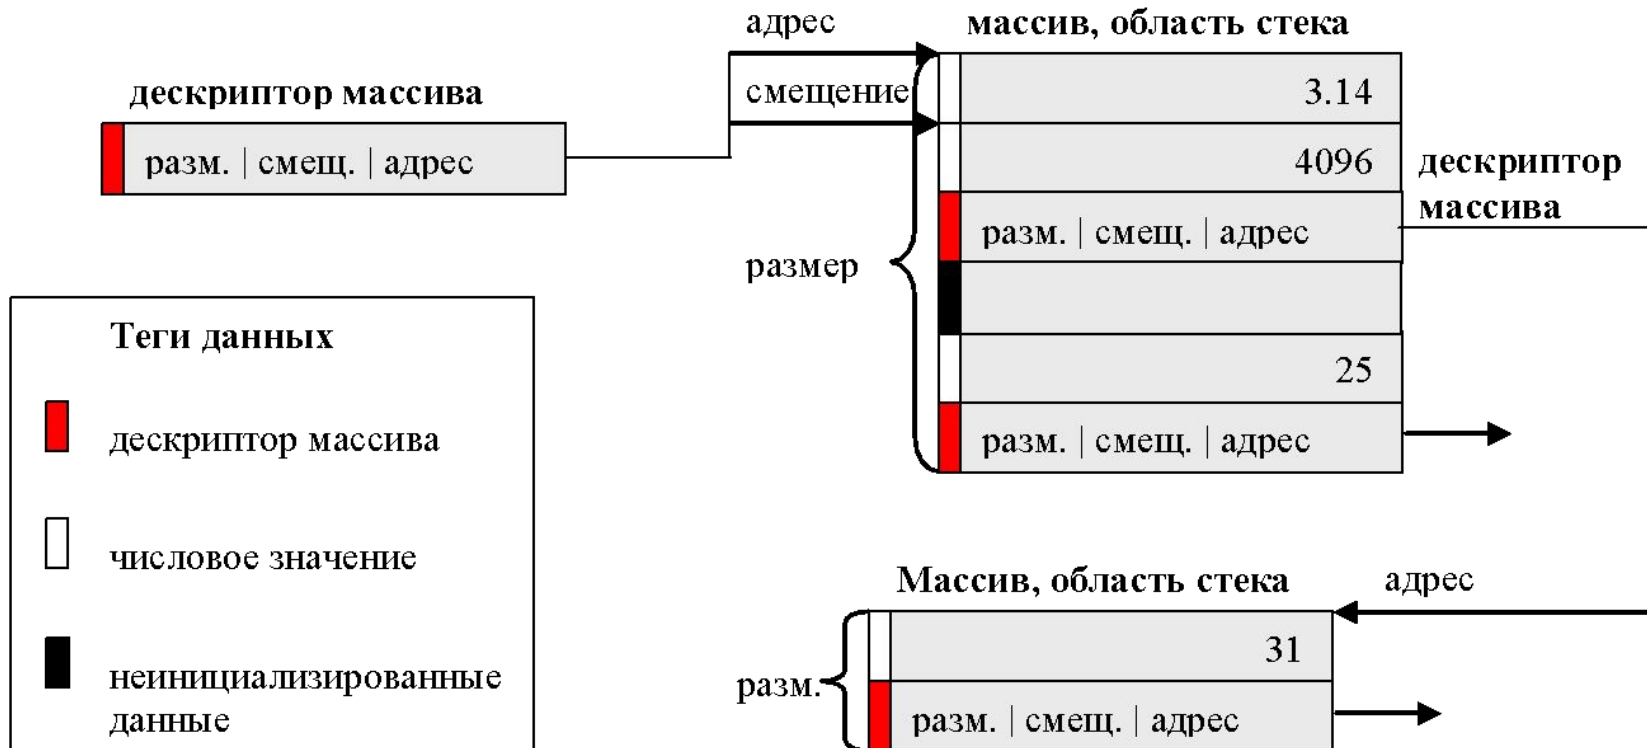 адрес
массив, область стека
дескриптор массива
смещение
3.14
разм. | смещ. | адрес
4096
дескриптор
массива
разм. | смещ. | адрес
размер
Теги данных
25
дескриптор массива
разм. | смещ. | адрес
числовое значение
Массив, область стека
адрес
31
неинициализированные
данные
разм.
разм. | смещ. | адрес